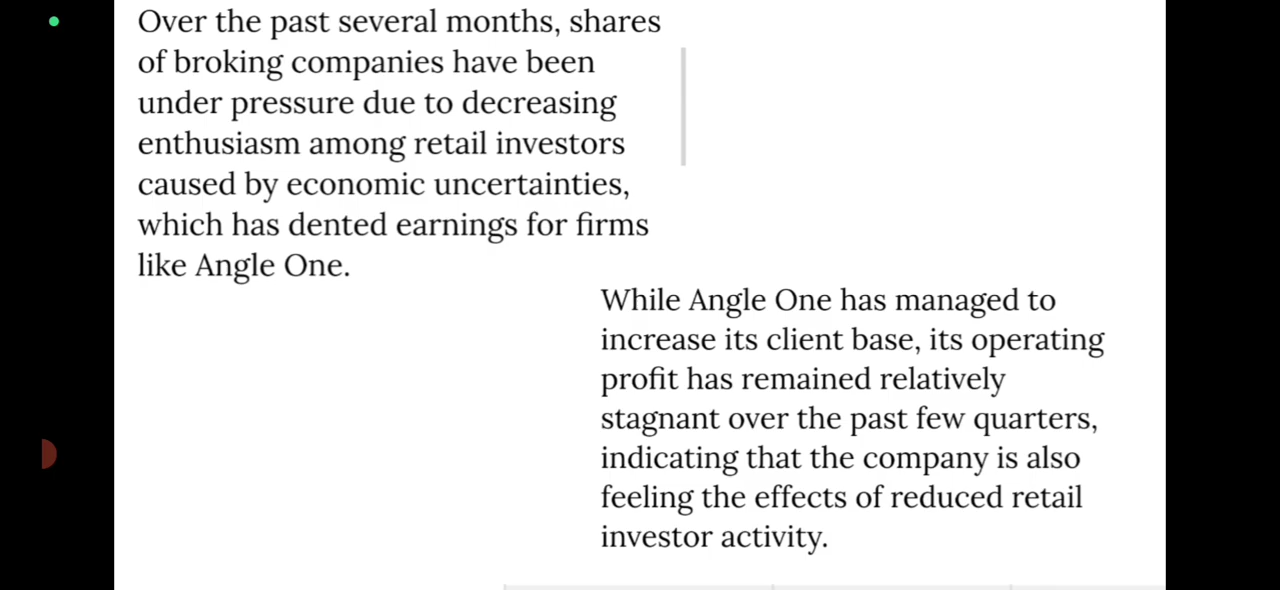 Over the past several months, shares
of broking companies have been
under pressure due to decreasing
enthusiasm among retail investors
caused by economic uncertainties,
which has dented earnings for firms
like Angle One.
While Angle One has managed to
increase its client base, its operating
profit has remained relatively
stagnant over the past few quarters,
indicating that the company is also
feeling the effects of reduced retail
investor activity.